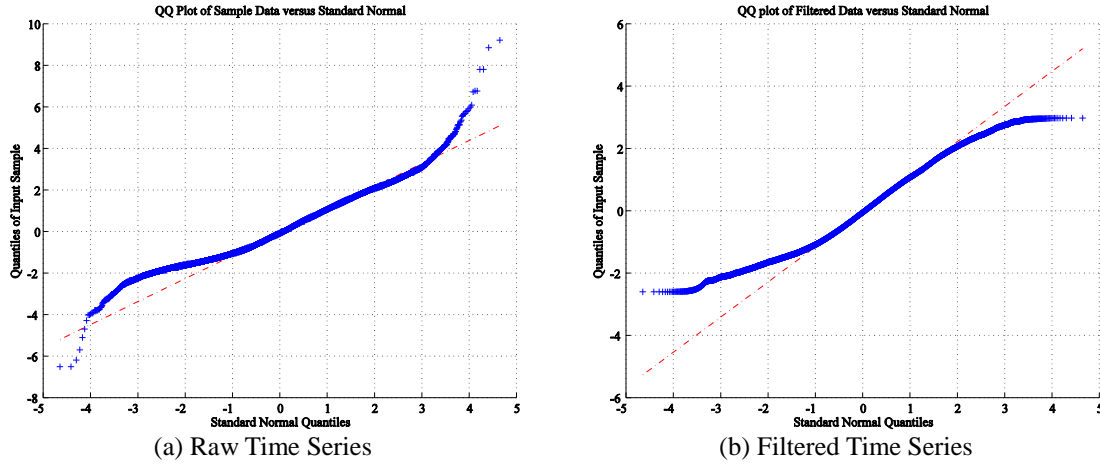 QQ Plot of Sample Data versus Standard Normal
10
8
6
4
2
0
-2
-4
-6
-8
Quantiles of Input Sample
-5 -4 -3 -2 -1 0 1 2 3 4 5
Standard Normal Quantiles
(a) Raw Time Series
QQ plot of Filtered Data versus Standard Normal
6
4
2
0
-2
-4
-6
Quantiles of Input Sample
-5 -4 -3 -2 -1 0 1 2 3 4 5
Standard Normal Quantiles
(b) Filtered Time Series